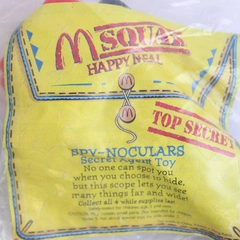 M SQUAD
HAPPY MEAL
TOP SECRET
SPY-NOCULARS
Secret Agent Toy
No one can spot you
when you choose to hide,
but this scope lets you see
many things far and wide!
Collect all 4 while supplies last